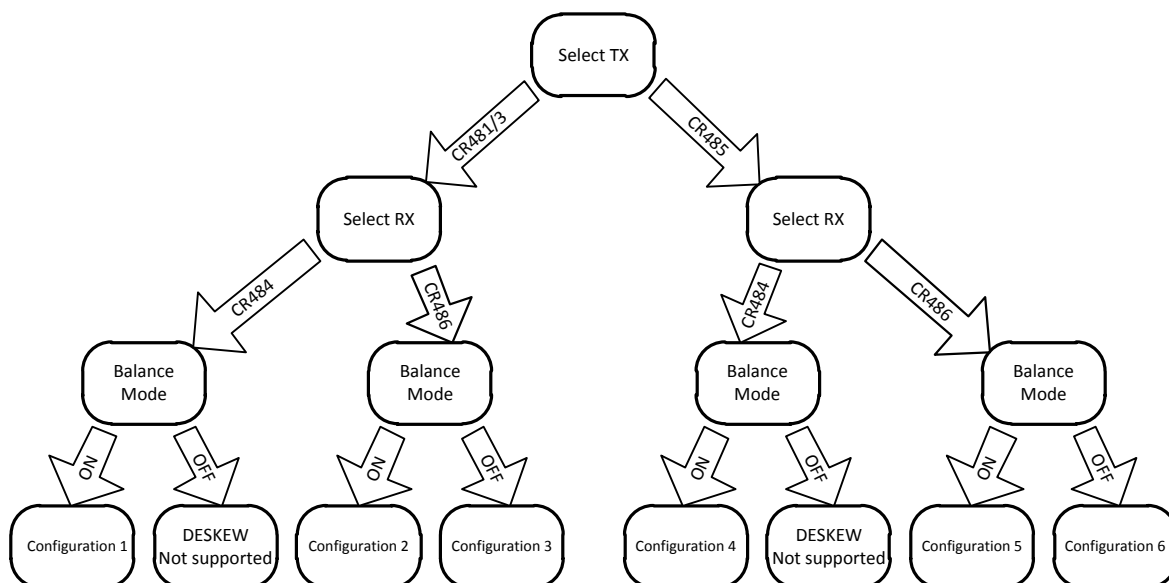 Select TX
CR481/3
CR485
Select RX
Select RX
CR484
CR486
CR484
CR486
Balance
Mode
Balance
Mode
Balance
Mode
Balance
Mode
ON
OFF
ON
OFF
ON
OFF
ON
OFF
Configuration 1
DESKEW
Not supported
Configuration 2
Configuration 3
Configuration 4
DESKEW
Not supported
Configuration 5
Configuration 6